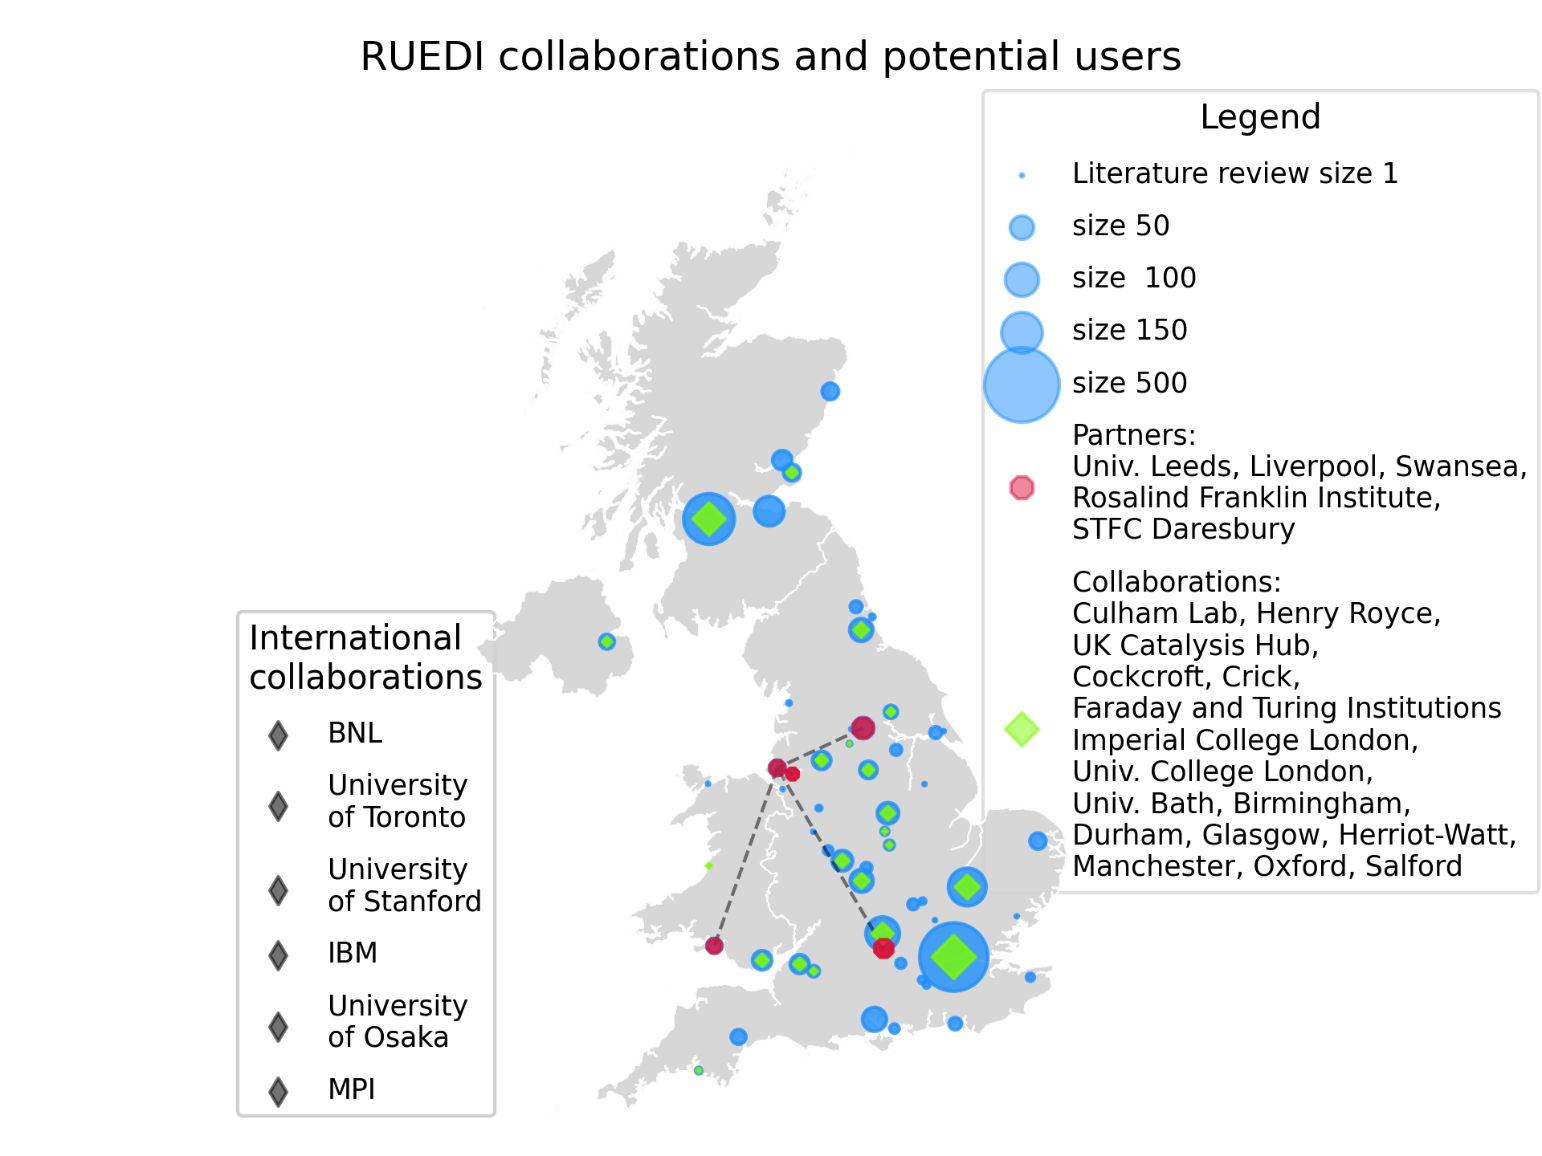 RUEDI collaborations and potential users
Legend
Literature review size 1
size 50
size  100
size 150
size 500
Partners:
Univ. Leeds, Liverpool, Swansea,
Rosalind Franklin Institute,
STFC Daresbury
Collaborations:
Culham Lab, Henry Royce,
UK Catalysis Hub,
Cockcroft, Crick,
Faraday and Turing Institutions
Imperial College London,
Univ. College London,
Univ. Bath, Birmingham,
Durham, Glasgow, Herriot-Watt,
Manchester, Oxford, Salford
International
collaborations
BNL
University
of Toronto
University
of Stanford
IBM
University
of Osaka
MPI